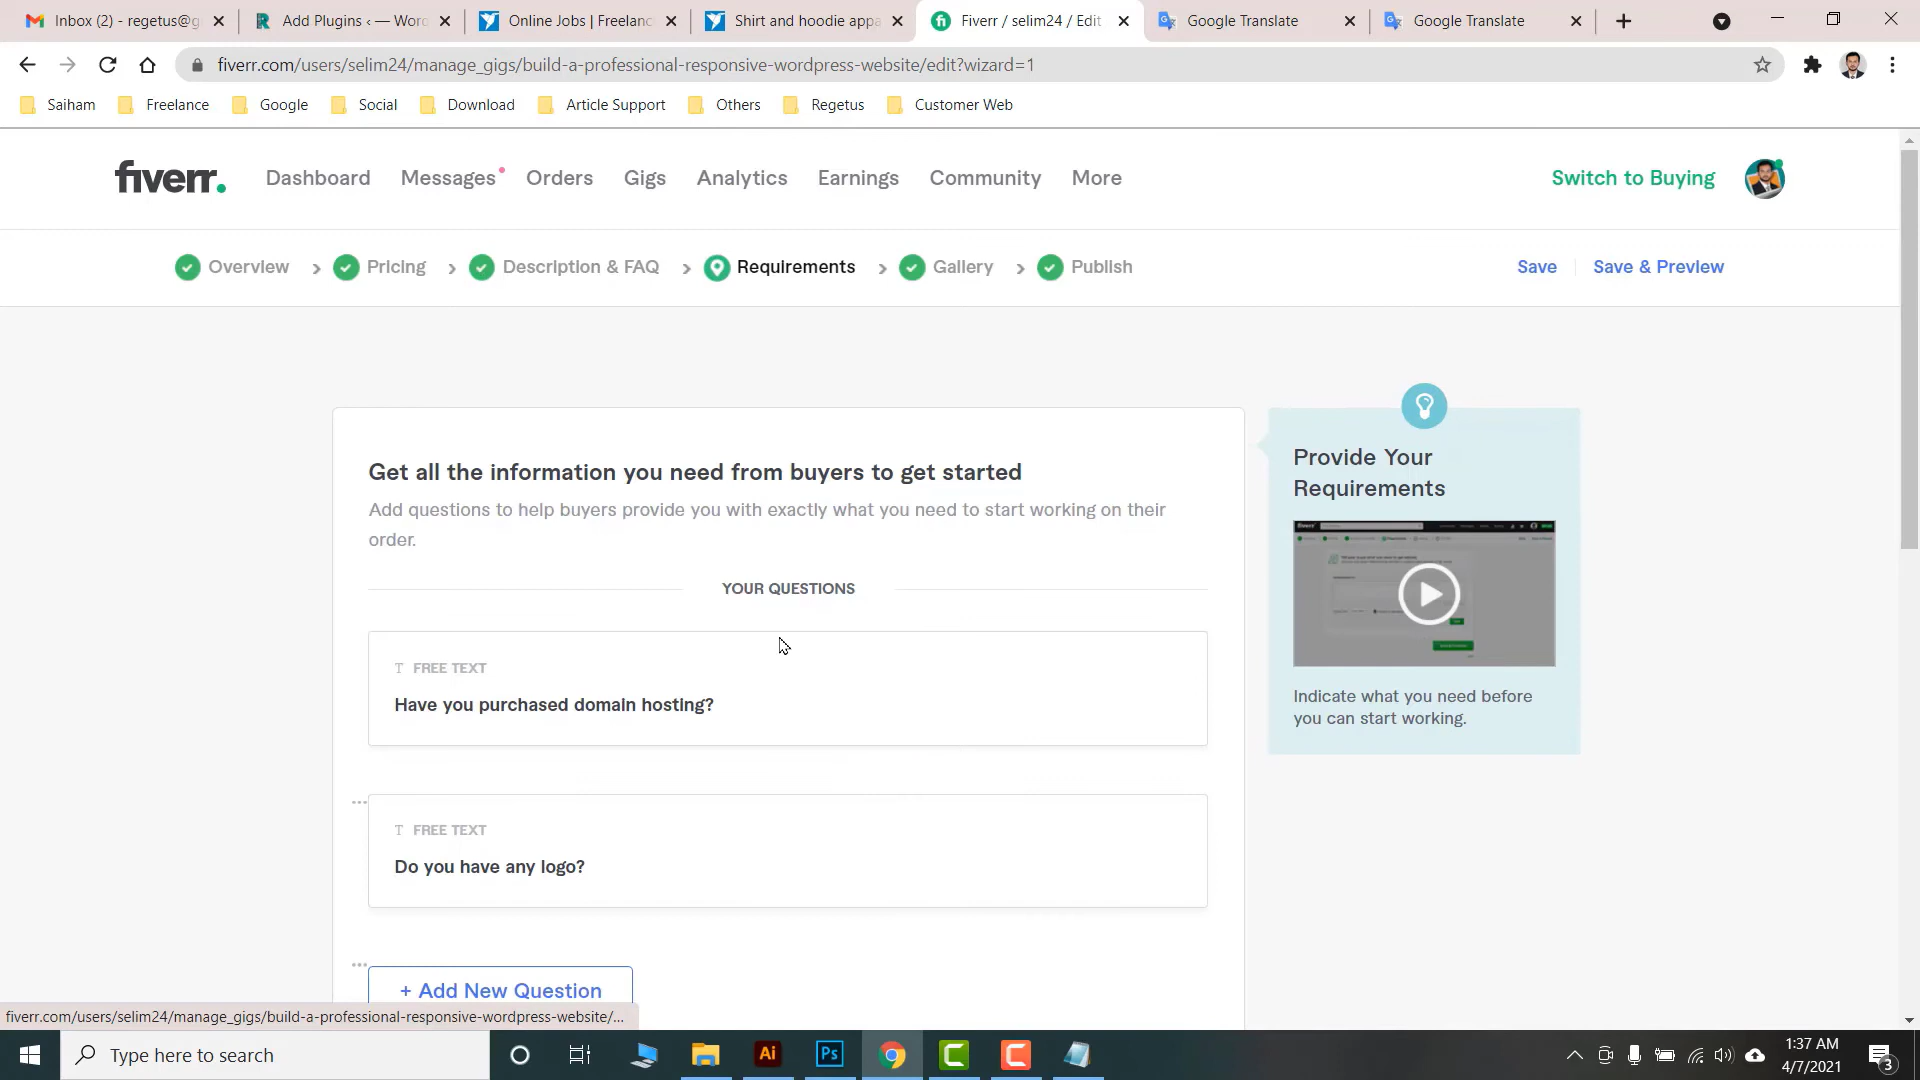 Inbox (2) - regetus@g
Add Plugins ‹ — Word
Online Jobs | Freelanc
Shirt and hoodie appa
Fiverr / selim24 / Edit
Google Translate
Google Translate
fiverr.com/users/selim24/manage_gigs/build-a-professional-responsive-wordpress-website/edit?wizard=1
Saiham
Freelance
Google
Social
Download
Article Support
Others
Regetus
Customer Web
fiverr.
Dashboard
Messages
Orders
Gigs
Analytics
Earnings
Community
More
Switch to Buying
Overview
Pricing
Description & FAQ
Requirements
Gallery
Publish
Save
Save & Preview
Get all the information you need from buyers to get started
Add questions to help buyers provide you with exactly what you need to start working on their
order.
YOUR QUESTIONS
T FREE TEXT
Have you purchased domain hosting?
T FREE TEXT
Do you have any logo?
+ Add New Question
Provide Your
Requirements
Indicate what you need before
you can start working.
fiverr.com/users/selim24/manage_gigs/build-a-professional-responsive-wordpress-website/...
Type here to search
Ai
Ps
1:37 AM
4/7/2021
3